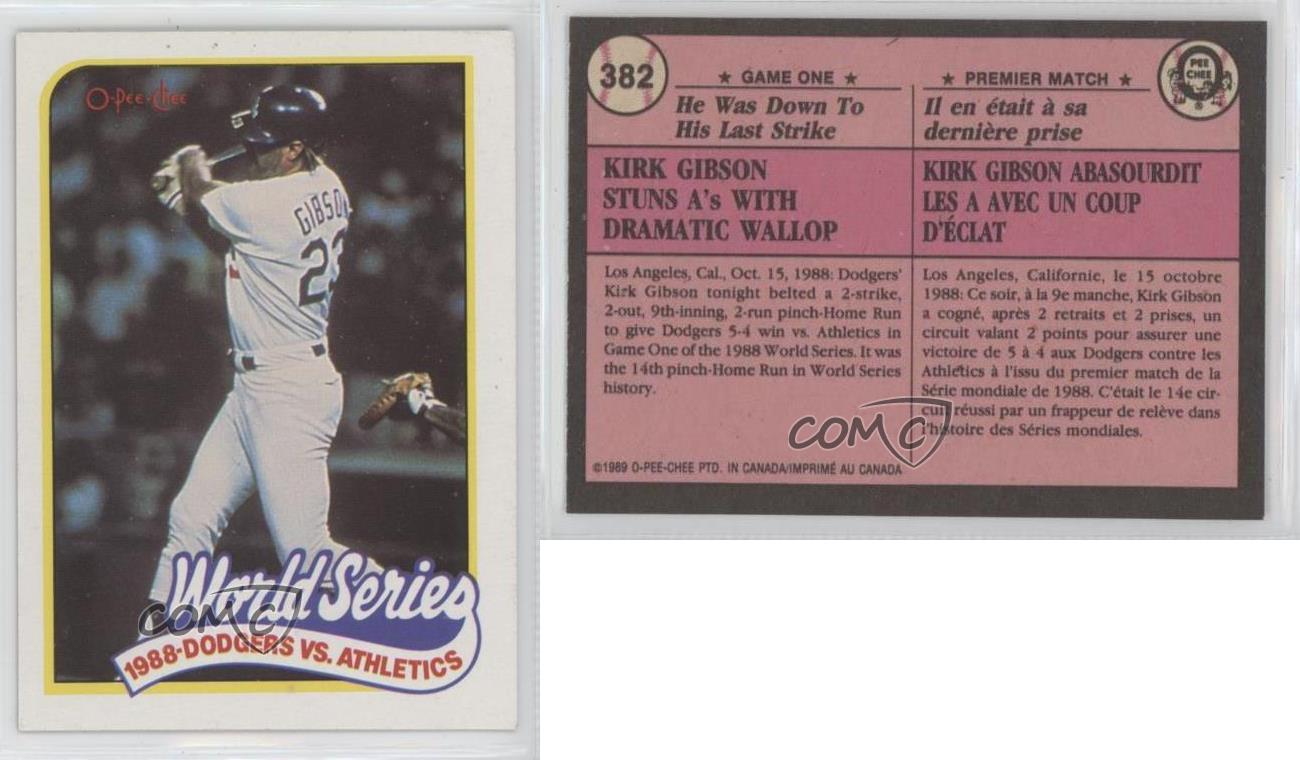 O-Pee-Chee
GIBSON
23
World Series
1988-DODGERS VS. ATHLETICS
COMC
382
★ GAME ONE ★
He Was Down To
His Last Strike
KIRK GIBSON
STUNS A's WITH
DRAMATIC WALLOP
Los Angeles, Cal., Oct. 15, 1988: Dodgers'
Kirk Gibson tonight belted a 2-strike,
2-out, 9th-inning, 2-run pinch-Home Run
to give Dodgers 5-4 win vs. Athletics in
Game One of the 1988 World Series. It was
the 14th pinch-Home Run in World Series
history.
©1989 O-PEE-CHEE PTD. IN CANADA/IMPRIMÉ AU CANADA
★ PREMIER MATCH ★
Il en était à sa
dernière prise
KIRK GIBSON ABASOURDIT
LES A AVEC UN COUP
D'ÉCLAT
Los Angeles, Californie, le 15 octobre
1988: Ce soir, à la 9e manche, Kirk Gibson
a cogné, après 2 retraits et 2 prises, un
circuit valant 2 points pour assurer une
victoire de 5 à 4 aux Dodgers contre les
Athlétics à l'issu du premier match de la
Série mondiale de 1988. C'était le 14e cir-
cuit réussi par un frappeur de relève dans
l'histoire des Séries mondiales.
PEE
CHEE
®
COMC